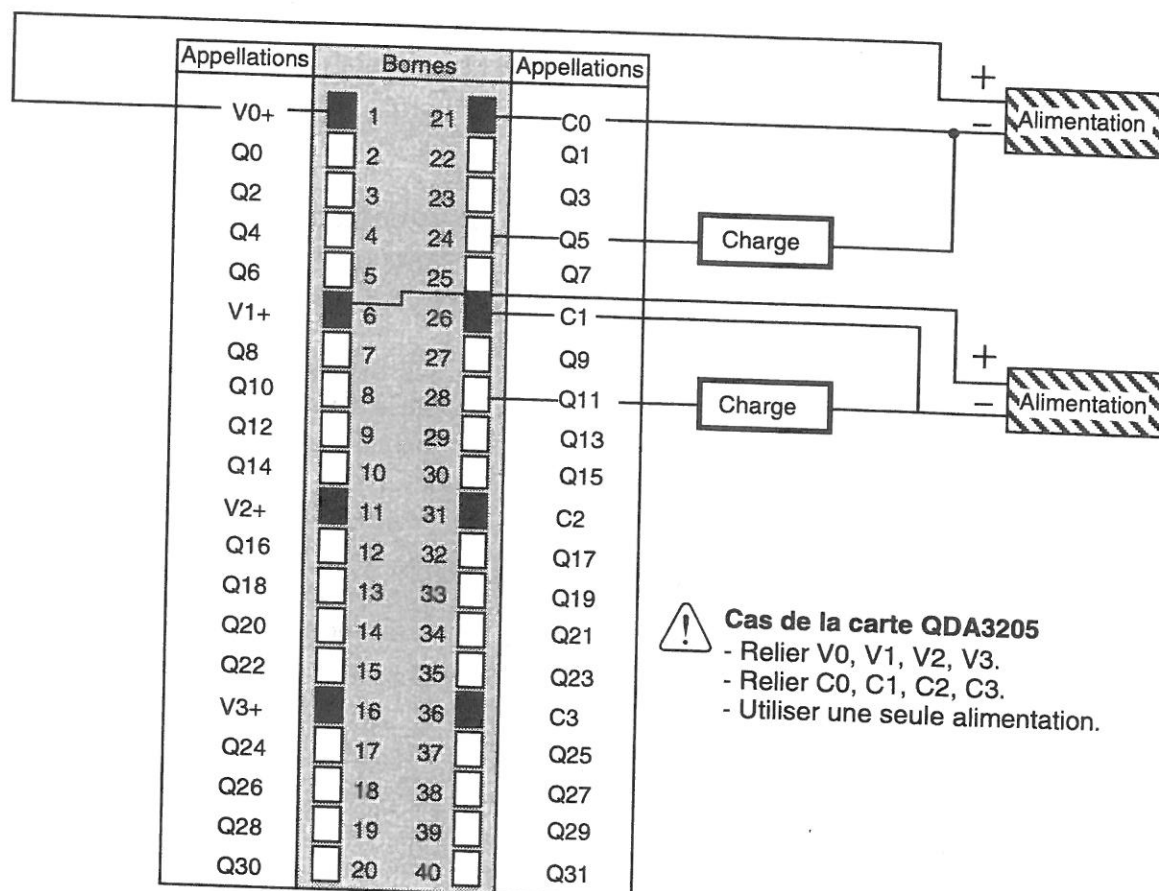 Appellations Bornes Appellations
V0+ 1 21 C0
Q0 2 22 Q1
Q2 3 23 Q3
Q4 4 24 Q5
Q6 5 25 Q7
V1+ 6 26 C1
Q8 7 27 Q9
Q10 8 28 Q11
Q12 9 29 Q13
Q14 10 30 Q15
V2+ 11 31 C2
Q16 12 32 Q17
Q18 13 33 Q19
Q20 14 34 Q21
Q22 15 35 Q23
V3+ 16 36 C3
Q24 17 37 Q25
Q26 18 38 Q27
Q28 19 39 Q29
Q30 20 40 Q31
+
Alimentation
−
Charge
+
Alimentation
−
Charge
! Cas de la carte QDA3205
- Relier V0, V1, V2, V3.
- Relier C0, C1, C2, C3.
- Utiliser une seule alimentation.